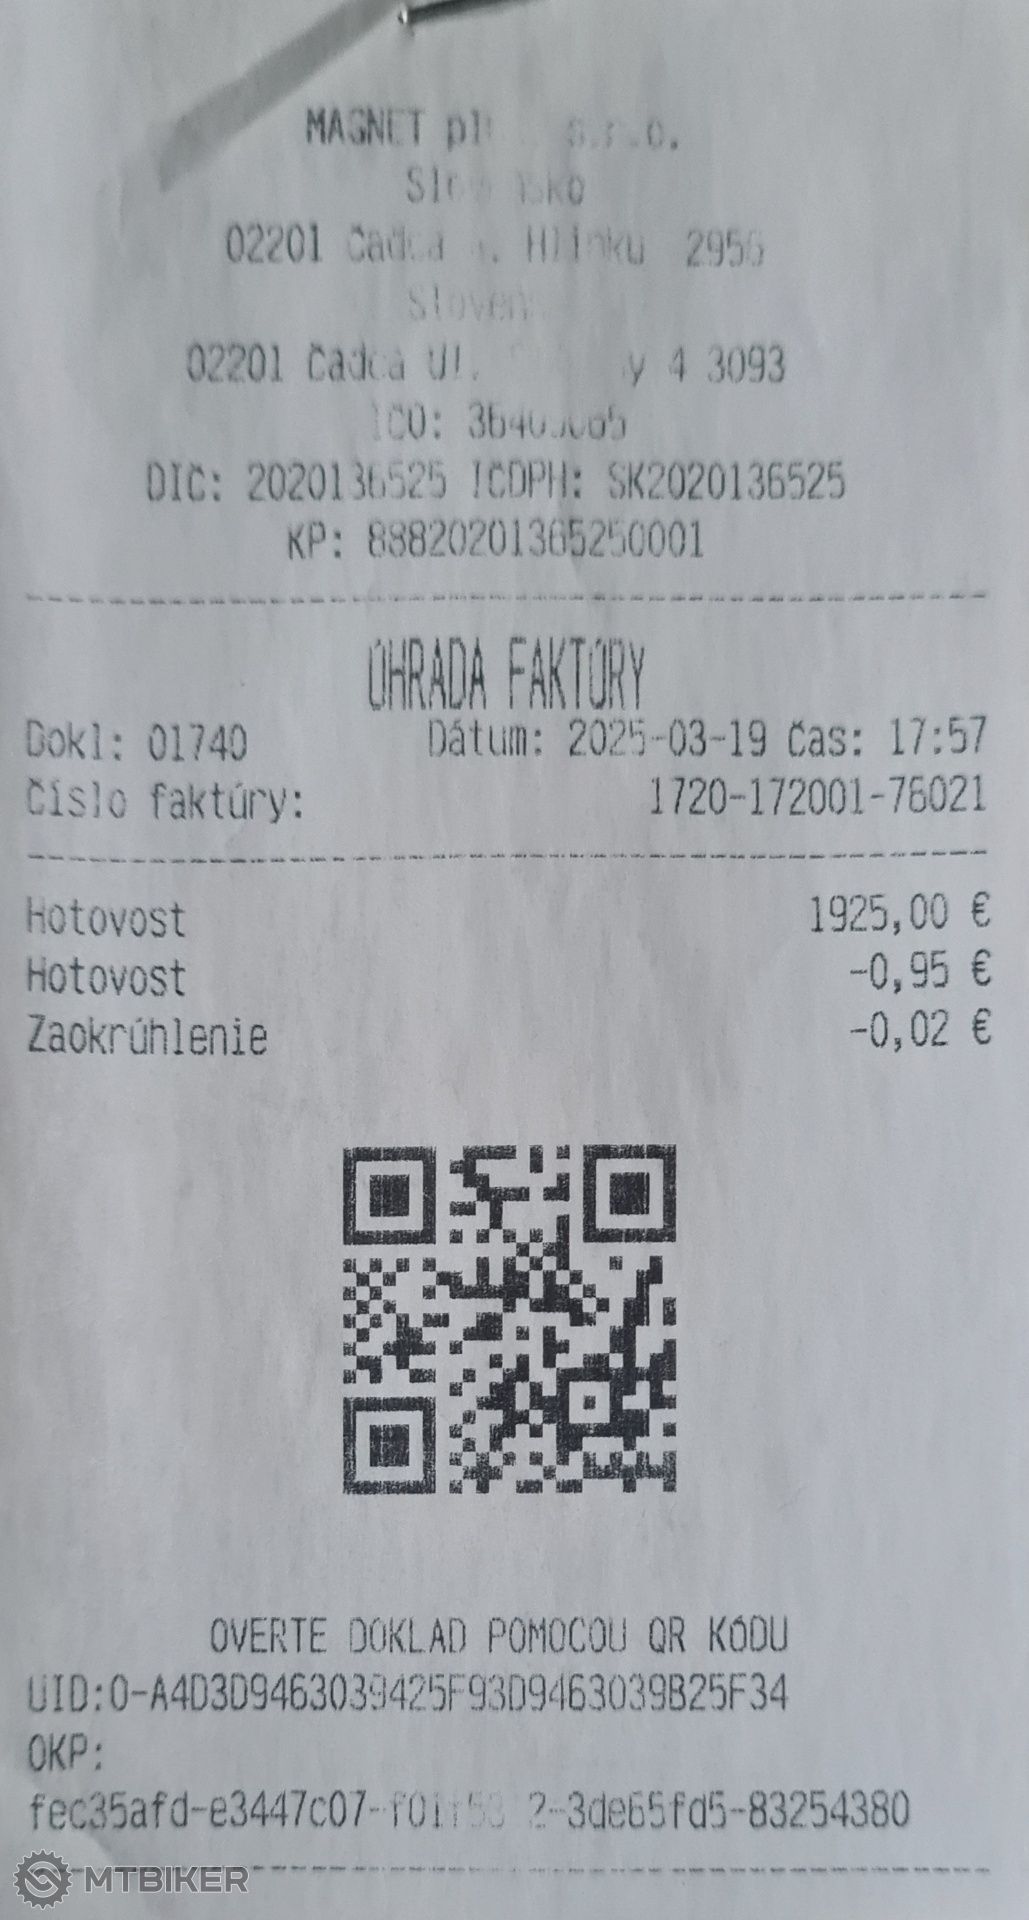 MAGNET s.r.o.
02201 Čadca Hlinku 2956
02201 Čadca Ul. 4 3093
IČO:
DIČ: 2020136525 IČDPH: SK2020136525
KP: 88820201365250001
ÚHRADA FAKTÚRY
Dokl: 01740 Dátum: 2025-03-19 Čas: 17:57
Číslo faktúry: 1720-172001-76021
Hotovost 1925,00 €
Hotovost -0,95 €
Zaokrúhlenie -0,02 €
OVERTE DOKLAD POMOCOU QR KÓDU
UID:O-A4D3D9463039425F93D9463039B25F34
OKP:
fec35afd-e3447c07- -3de65fd5-83254380
MTBIKER